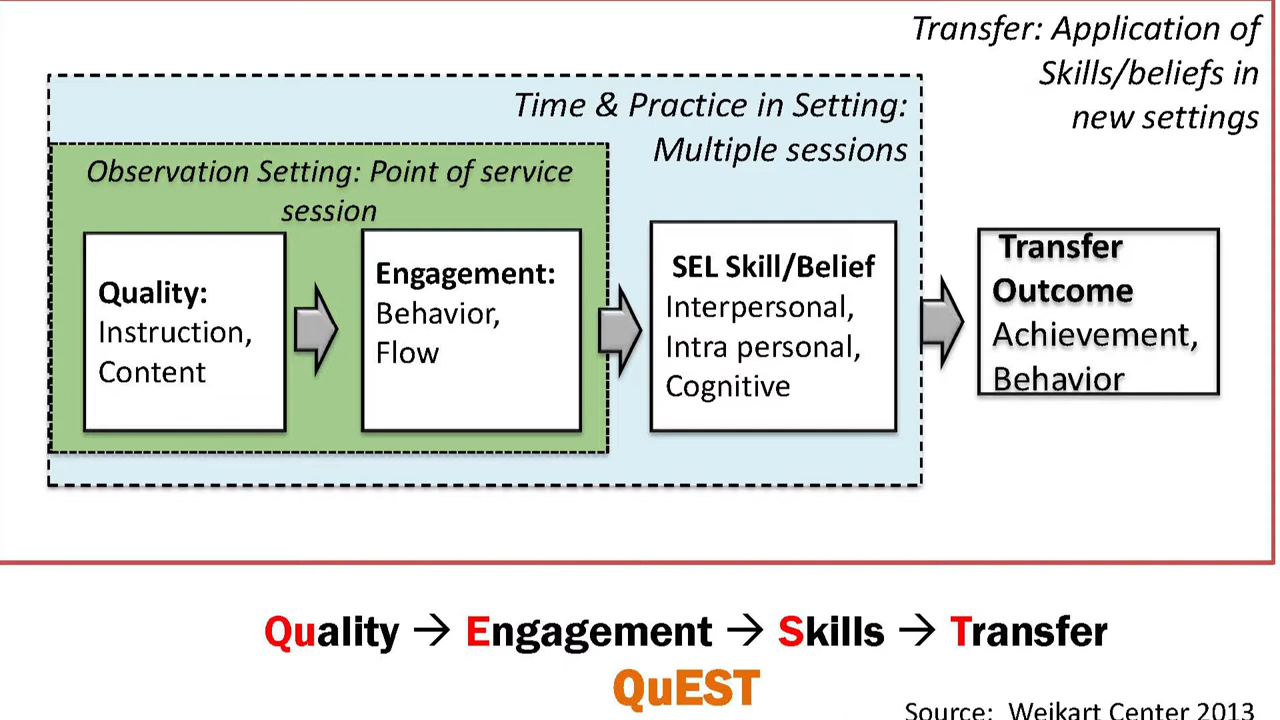 Transfer: Application of
Skills/beliefs in
new settings
Time & Practice in Setting:
Multiple sessions
Observation Setting: Point of service
session
Quality:
Instruction,
Content
Engagement:
Behavior,
Flow
SEL Skill/Belief
Interpersonal,
Intra personal,
Cognitive
Transfer
Outcome
Achievement,
Behavior
Quality → Engagement → Skills → Transfer
QuEST
Source: Weikart Center 2013